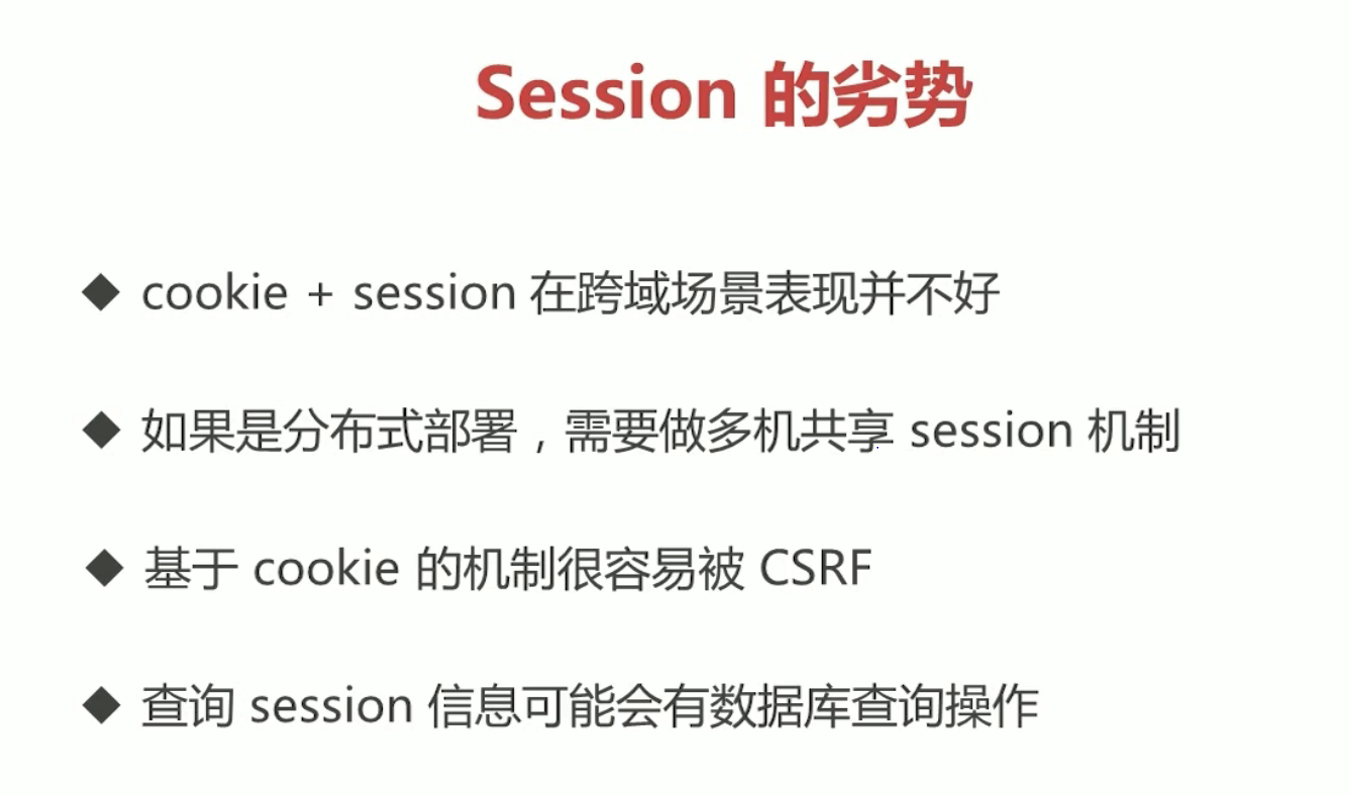 Session 的劣势
◆ cookie + session 在跨域场景表现并不好
◆ 如果是分布式部署，需要做多机共享 session 机制
◆ 基于 cookie 的机制很容易被 CSRF
◆ 查询 session 信息可能会有数据库查询操作